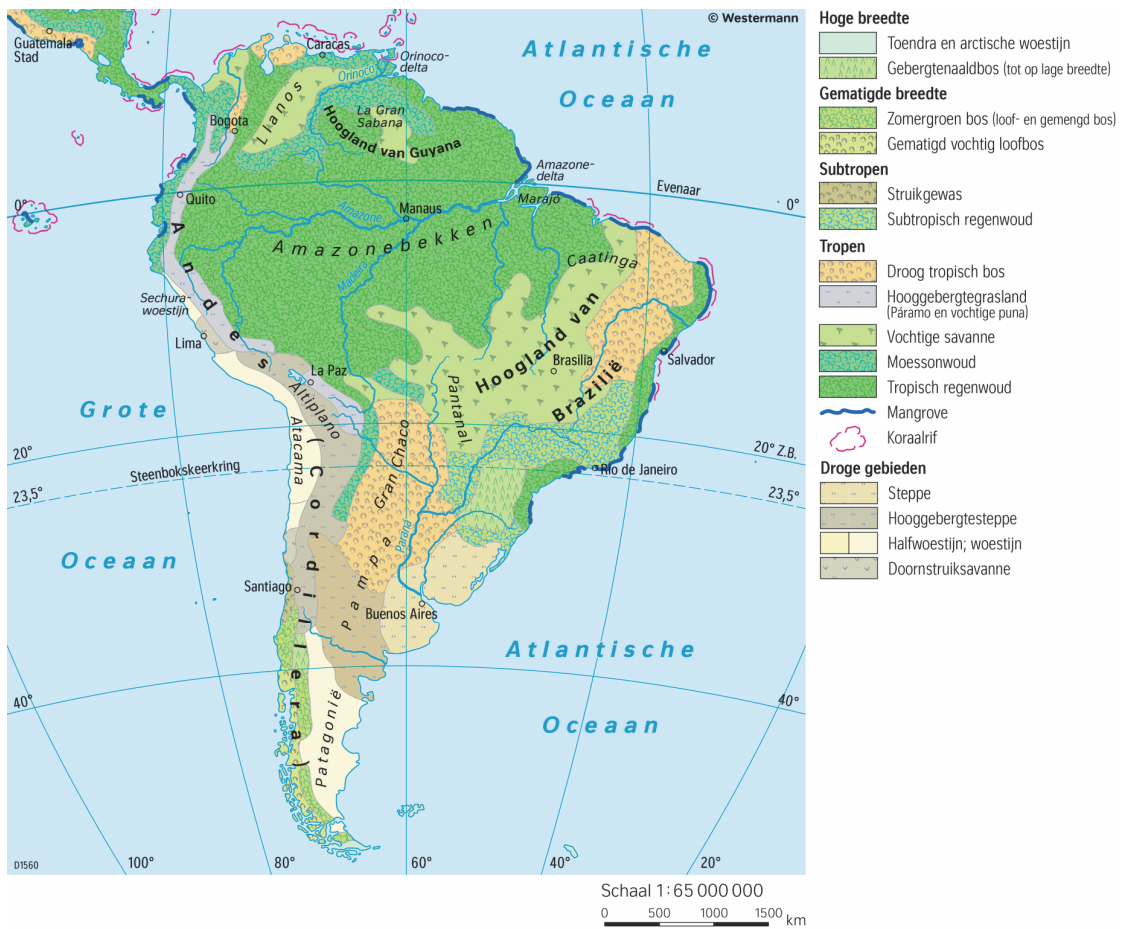 © Westermann
Guatemala
Stad
Caracas
Orinoco-
delta
Orinoco
Atlantische
Oceaan
Llanos
La Gran
Sabana
Hoogland van Guyana
Bogota
Amazone-
delta
Evenaar
0°
0°
Quito
Amazone
Manaus
Marajó
Amazonebekken
Madeira
Caatinga
Andes
(Cordillera)
Sechura-
woestijn
Lima
Hoogland van
Brazilië
Brasilia
Salvador
La Paz
Altiplano
Pantanal
Grote
Oceaan
Atacama
Gran Chaco
20°
20° Z.B.
Steenbokskeerkring
23,5°
23,5°
Rio de Janeiro
Paraná
Pampa
Santiago
Buenos Aires
Atlantische
Oceaan
40°
40°
Patagonië
D1560
100°
80°
60°
40°
20°
Schaal 1:65 000 000
0 500 1000 1500 km
Hoge breedte
Toendra en arctische woestijn
Gebergtenaaldbos (tot op lage breedte)
Gematigde breedte
Zomergroen bos (loof- en gemengd bos)
Gematigd vochtig loofbos
Subtropen
Struikgewas
Subtropisch regenwoud
Tropen
Droog tropisch bos
Hooggebergtegrasland
(Páramo en vochtige puna)
Vochtige savanne
Moessonwoud
Tropisch regenwoud
Mangrove
Koraalrif
Droge gebieden
Steppe
Hooggebergtesteppe
Halfwoestijn; woestijn
Doornstruiksavanne